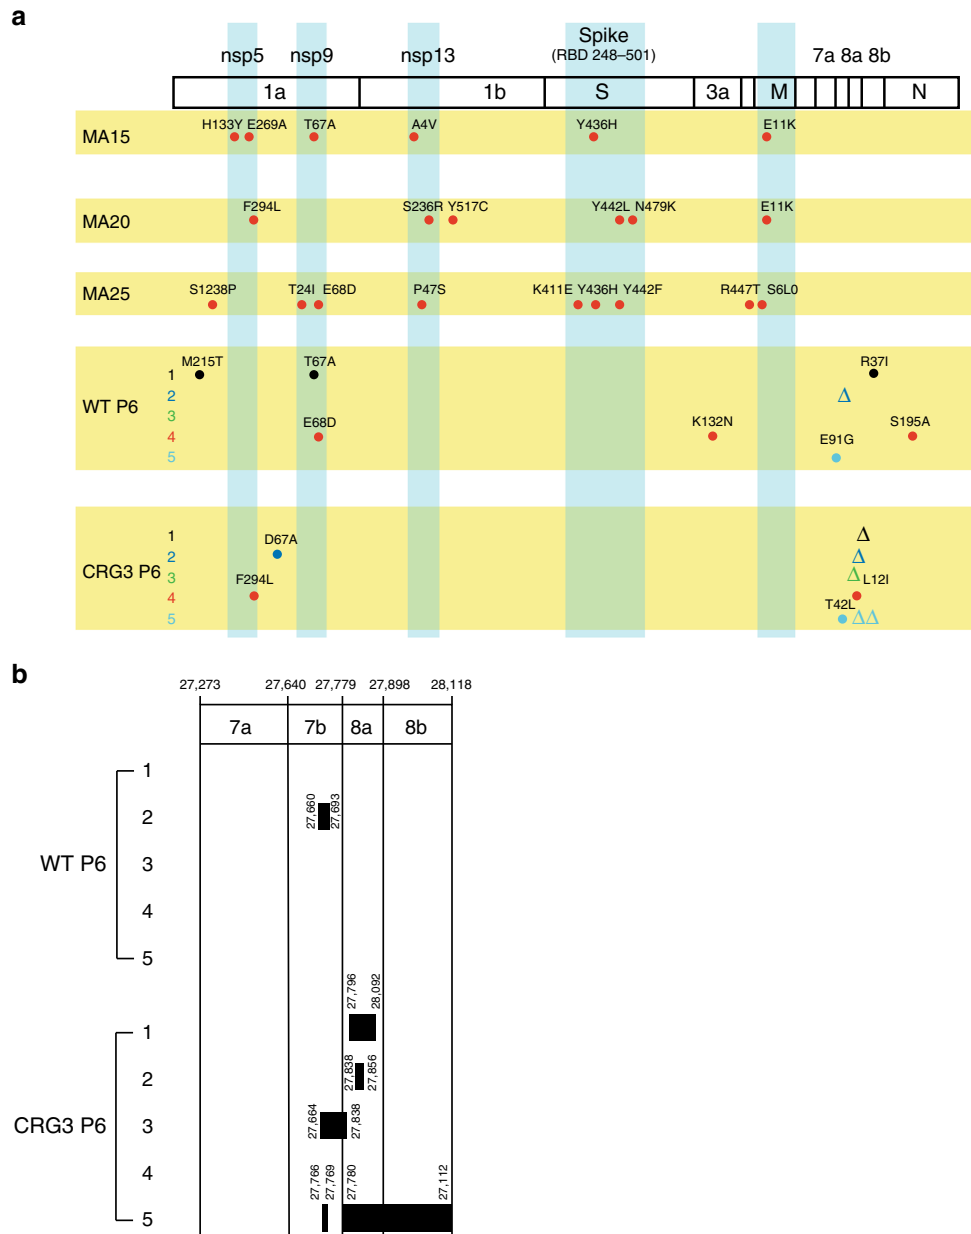 a
Spike
(RBD 248–501)
nsp5 nsp9 nsp13 7a 8a 8b
1a 1b S 3a M N
H133Y E269A T67A A4V Y436H E11K
MA15
F294L S236R Y517C Y442L N479K E11K
MA20
S1238P T24I E68D P47S K411E Y436H Y442F R447T S6L0
MA25
M215T T67A R37I
1
2 Δ
WT P6
3
E68D K132N S195A
4
E91G
5
1 Δ
D67A
2 Δ
CRG3 P6
3 Δ
F294L L12I
4
T42L
5 ΔΔ
b
27,273 27,640 27,779 27,898 28,118
7a 7b 8a 8b
1
27,660 27,693
2
WT P6 3
4
5
27,796 28,092
1
27,838 27,856
2
27,664 27,838
CRG3 P6 3
4
27,766 27,769 27,780 27,112
5